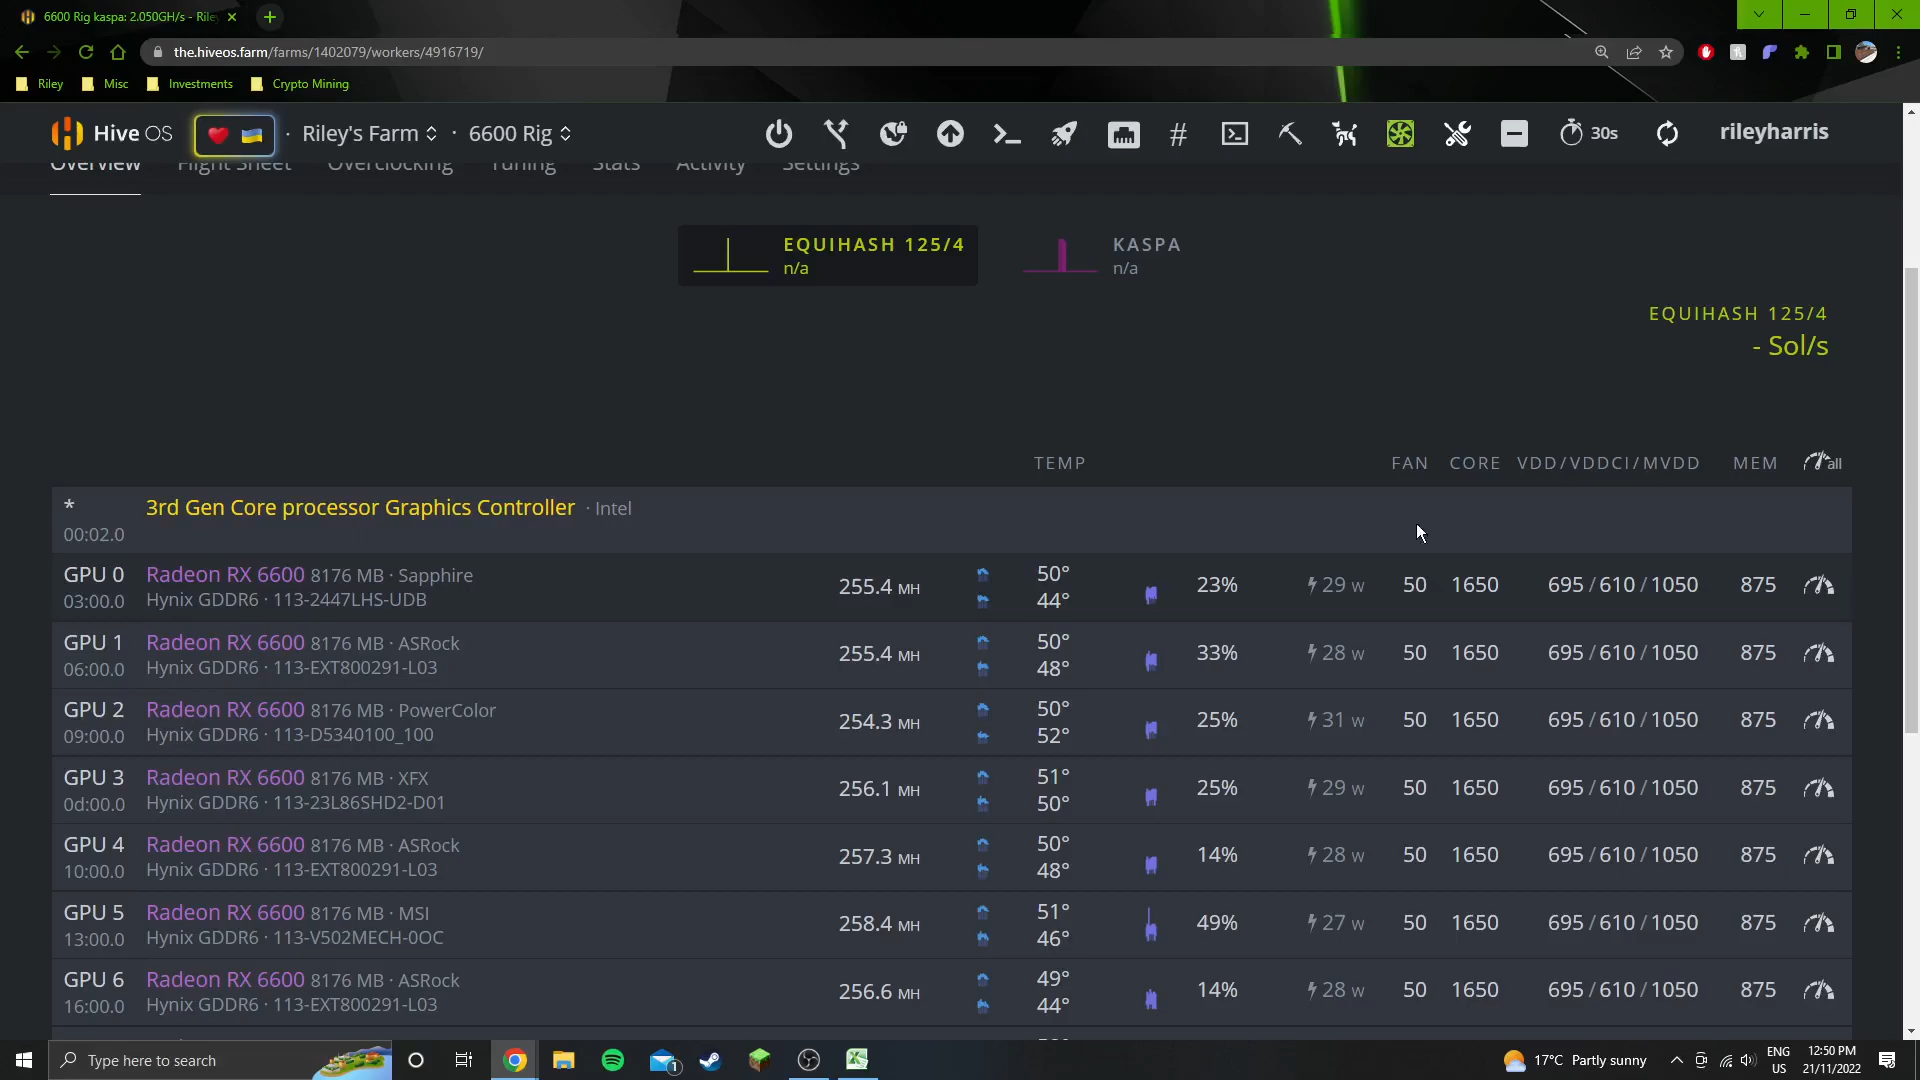 6600 Rig kaspa: 2.050GH/s - Rile
the.hiveos.farm/farms/1402079/workers/4916719/
Riley Misc Investments Crypto Mining
Hive OS · Riley's Farm · 6600 Rig # 30s rileyharris
Overview Flight Sheet Overclocking Tuning Stats Activity Settings
EQUIHASH 125/4 KASPA
n/a n/a
EQUIHASH 125/4
- Sol/s
TEMP FAN CORE VDD/VDDCI/MVDD MEM all
* 3rd Gen Core processor Graphics Controller · Intel
00:02.0
GPU 0 Radeon RX 6600 8176 MB · Sapphire 255.4 MH 50° 23% 29 W 50 1650 695/610/1050 875
03:00.0 Hynix GDDR6 · 113-2447LHS-UDB 44°
GPU 1 Radeon RX 6600 8176 MB · ASRock 255.4 MH 50° 33% 28 W 50 1650 695/610/1050 875
06:00.0 Hynix GDDR6 · 113-EXT800291-L03 48°
GPU 2 Radeon RX 6600 8176 MB · PowerColor 254.3 MH 50° 25% 31 W 50 1650 695/610/1050 875
09:00.0 Hynix GDDR6 · 113-D5340100_100 52°
GPU 3 Radeon RX 6600 8176 MB · XFX 256.1 MH 51° 25% 29 W 50 1650 695/610/1050 875
0d:00.0 Hynix GDDR6 · 113-23L86SHD2-D01 50°
GPU 4 Radeon RX 6600 8176 MB · ASRock 257.3 MH 50° 14% 28 W 50 1650 695/610/1050 875
10:00.0 Hynix GDDR6 · 113-EXT800291-L03 48°
GPU 5 Radeon RX 6600 8176 MB · MSI 258.4 MH 51° 49% 27 W 50 1650 695/610/1050 875
13:00.0 Hynix GDDR6 · 113-V502MECH-0OC 46°
GPU 6 Radeon RX 6600 8176 MB · ASRock 256.6 MH 49° 14% 28 W 50 1650 695/610/1050 875
16:00.0 Hynix GDDR6 · 113-EXT800291-L03 44°
Type here to search 1 17°C Partly sunny ENG US 12:50 PM 21/11/2022